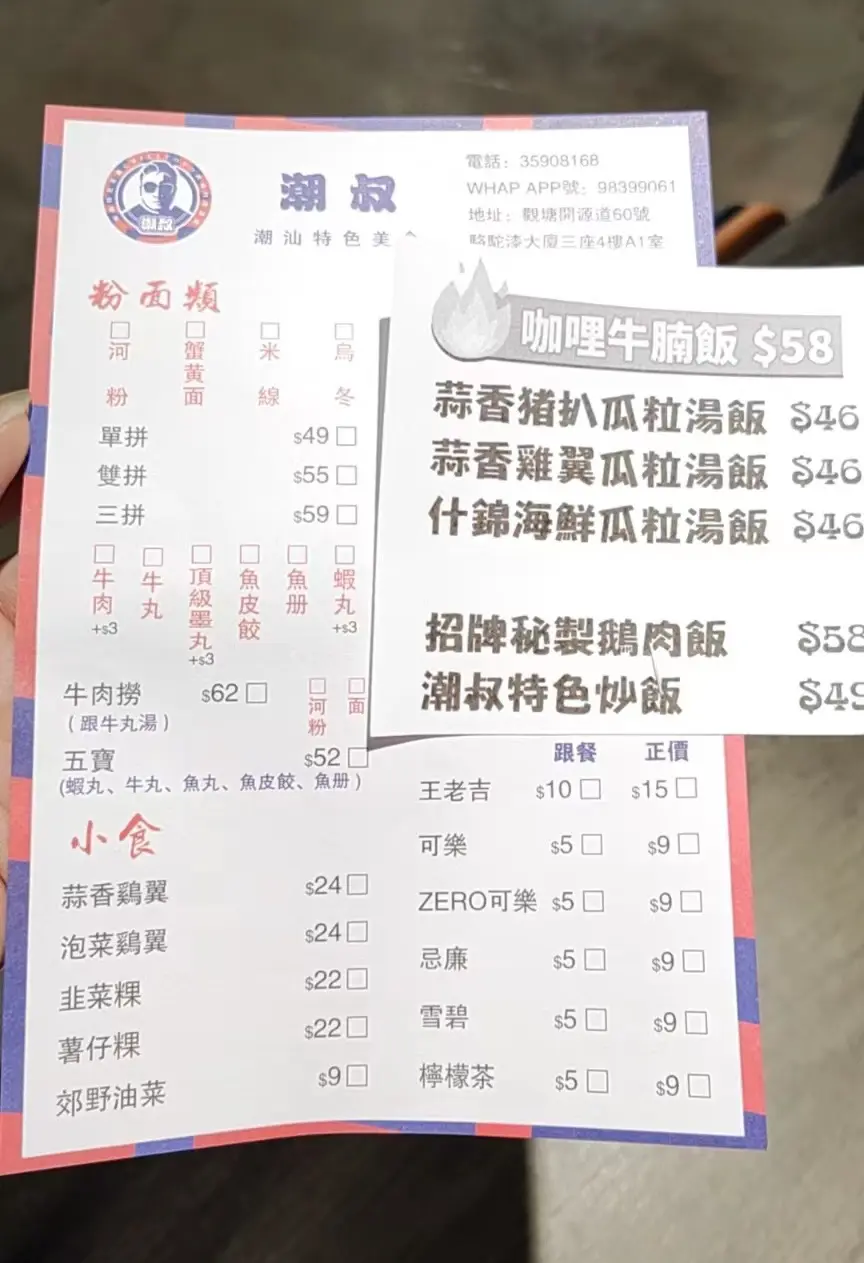 潮叔
潮叔
潮汕特色美
電話：35908168
WHAP APP號：98399061
地址：觀塘開源道60號
駱駝漆大廈三座4樓A1室
粉面類
河粉 蟹黃面 米線 烏冬
單拼 $49
雙拼 $55
三拼 $59
牛肉+$3 牛丸 頂級墨丸+$3 魚皮餃 魚册 蝦丸+$3
牛肉撈 $62 河粉 面
（跟牛丸湯）
五寶 $52
(蝦丸、牛丸、魚丸、魚皮餃、魚册）
小食
蒜香鷄翼 $24
泡菜鷄翼 $24
韭菜粿 $22
薯仔粿 $22
郊野油菜 $9
咖哩牛腩飯 $58
蒜香猪扒瓜粒湯飯 $46
蒜香雞翼瓜粒湯飯 $46
什錦海鮮瓜粒湯飯 $46
招牌秘製鵝肉飯 $58
潮叔特色炒飯 $49
跟餐 正價
王老吉 $10 $15
可樂 $5 $9
ZERO可樂 $5 $9
忌廉 $5 $9
雪碧 $5 $9
檸檬茶 $5 $9